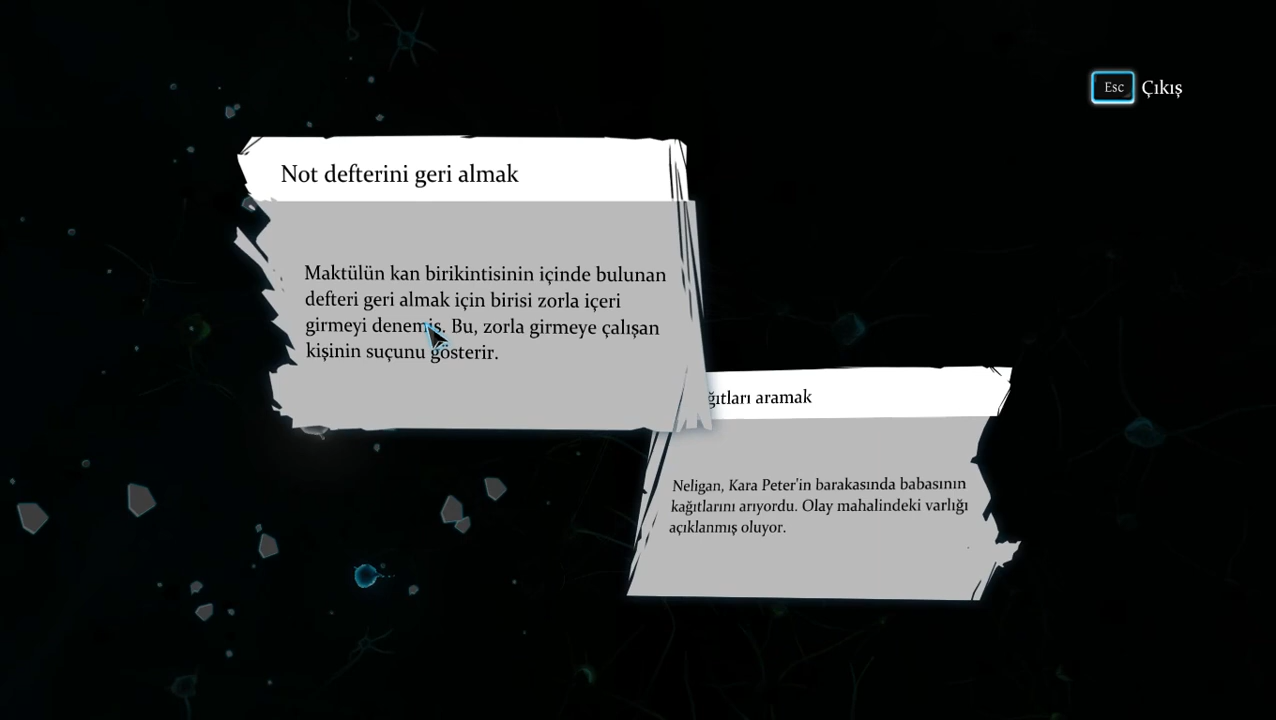 Esc Çıkış
Not defterini geri almak
Maktülün kan birikintisinin içinde bulunan
defteri geri almak için birisi zorla içeri
girmeyi denemiş. Bu, zorla girmeye çalışan
kişinin suçunu gösterir.
ğıtları aramak
Neligan, Kara Peter'in barakasında babasının
kağıtlarını arıyordu. Olay mahalindeki varlığı
açıklanmış oluyor.